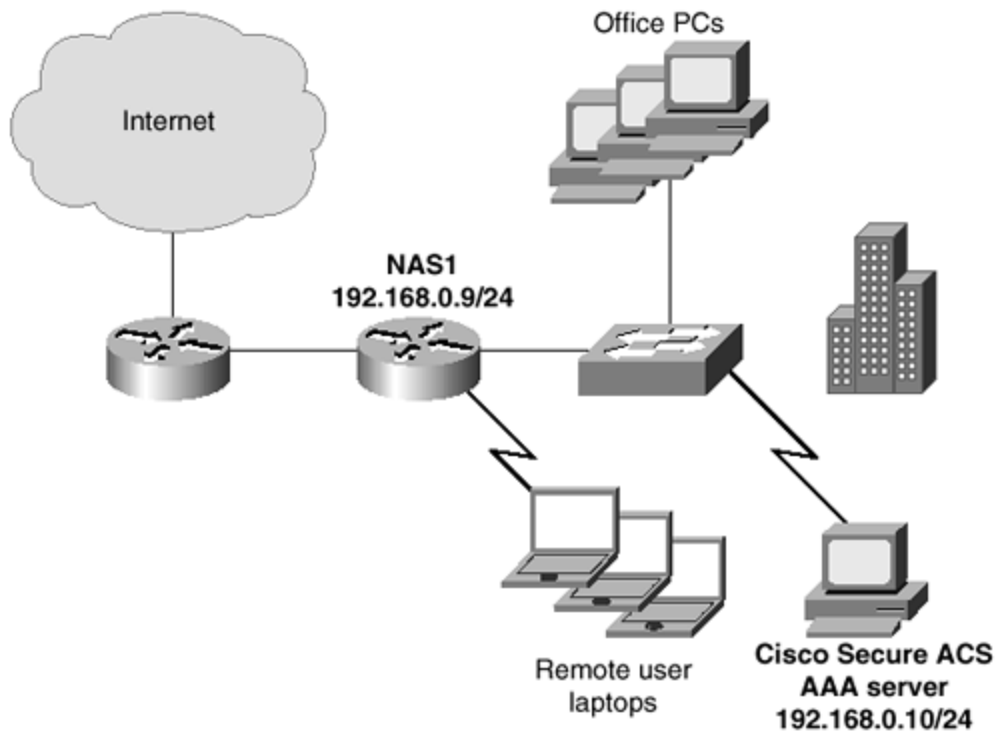 Office PCs
Internet
NAS1
192.168.0.9/24
Remote user
laptops
Cisco Secure ACS
AAA server
192.168.0.10/24